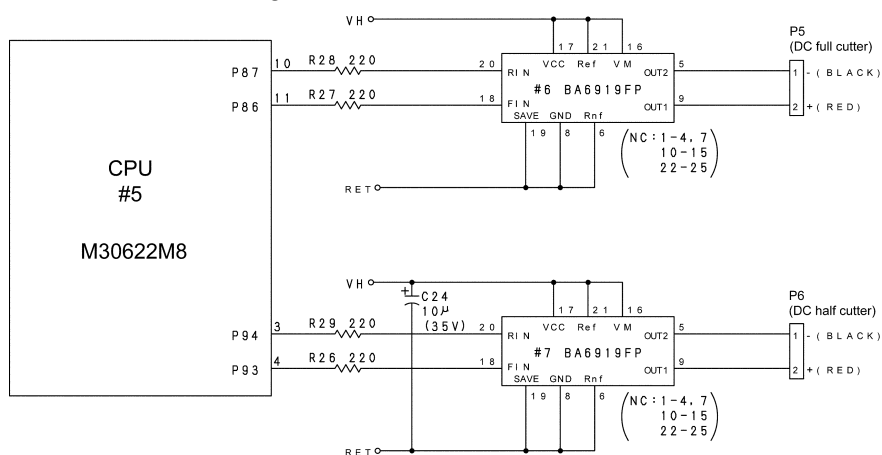 VH
P5
(DC full cutter)
17 21 16
VCC Ref VM
P87 10 R28 220 20 RIN OUT2 5 1 -(BLACK)
#6 BA6919FP
P86 11 R27 220 18 FIN OUT1 9 2 +(RED)
SAVE GND Rnf
19 8 6
(NC:1-4,7
10-15
22-25)
RET
CPU
#5
M30622M8
VH
+ C24
10μ
(35V)
P6
(DC half cutter)
17 21 16
VCC Ref VM
P94 3 R29 220 20 RIN OUT2 5 1 -(BLACK)
#7 BA6919FP
P93 4 R26 220 18 FIN OUT1 9 2 +(RED)
SAVE GND Rnf
19 8 6
(NC:1-4,7
10-15
22-25)
RET